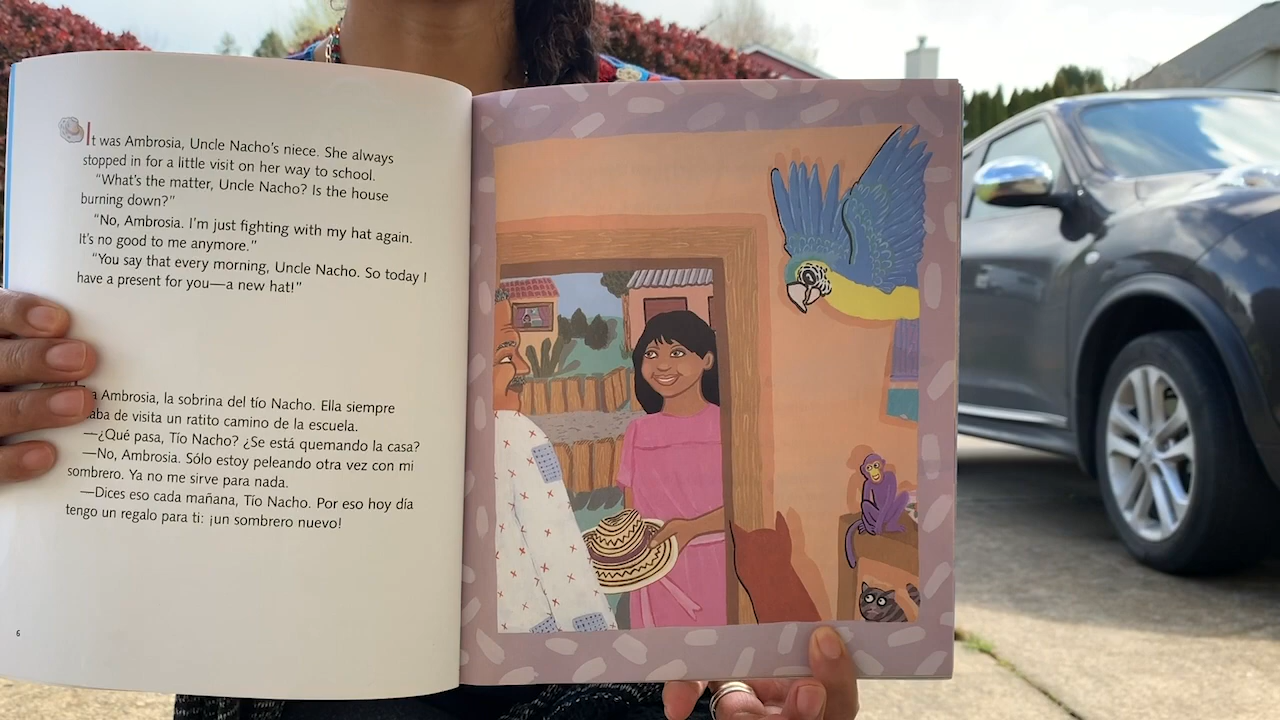 It was Ambrosia, Uncle Nacho's niece. She always
stopped in for a little visit on her way to school.
"What's the matter, Uncle Nacho? Is the house
burning down?"
"No, Ambrosia. I'm just fighting with my hat again.
It's no good to me anymore."
"You say that every morning, Uncle Nacho. So today I
have a present for you—a new hat!"
Ambrosia, la sobrina del tío Nacho. Ella siempre
de visita un ratito camino de la escuela.
—¿Qué pasa, Tío Nacho? ¿Se está quemando la casa?
—No, Ambrosia. Sólo estoy peleando otra vez con mi
sombrero. Ya no me sirve para nada.
—Dices eso cada mañana, Tío Nacho. Por eso hoy día
tengo un regalo para ti: ¡un sombrero nuevo!
6